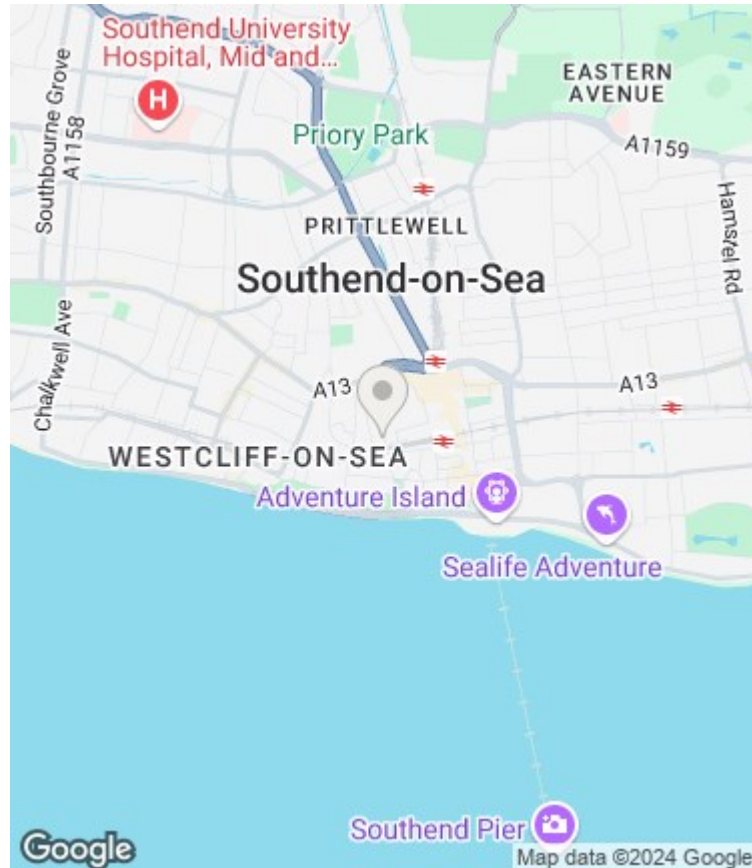 Southend University
Hospital, Mid and...
EASTERN
AVENUE
Southbourne Grove
A1158
Priory Park
A1159
Hamstel Rd
PRITTLEWELL
Southend-on-Sea
Chalkwell Ave
A13
A13
WESTCLIFF-ON-SEA
Adventure Island
Sealife Adventure
Southend Pier
Google
Map data ©2024 Google
H